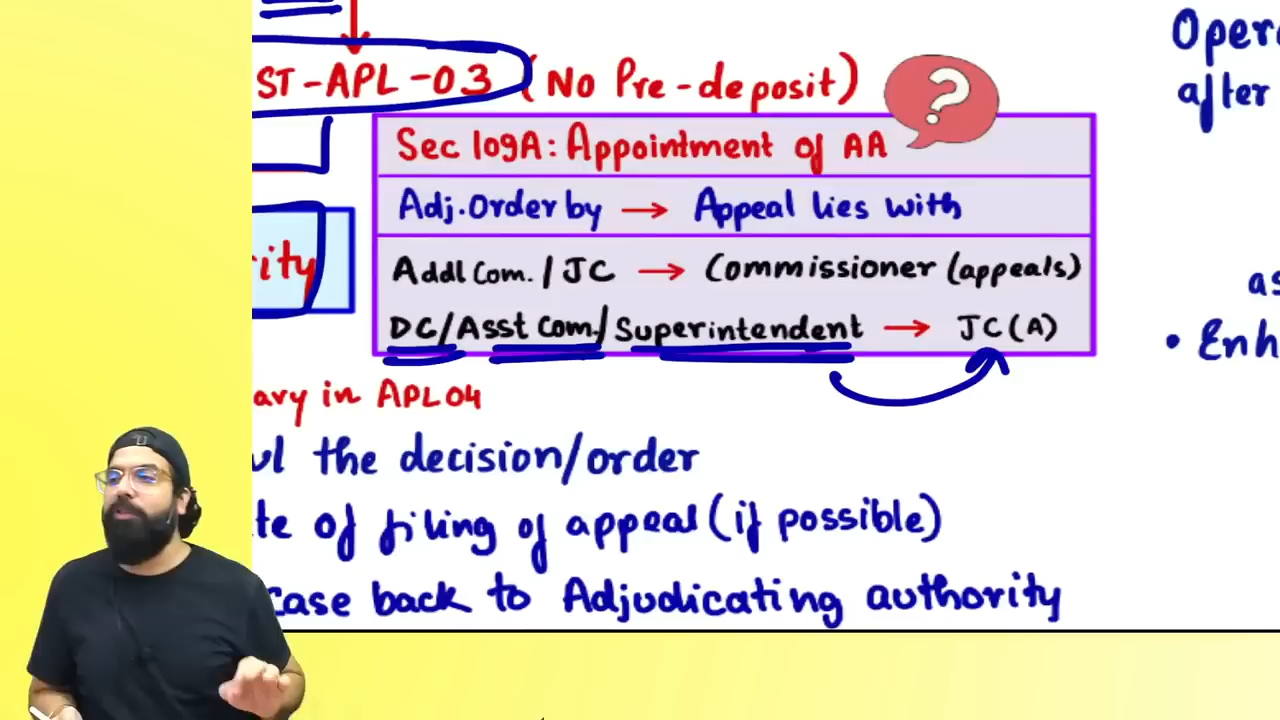 Opera
ST-APL-03 (No Pre-deposit)
after
?
Sec 109A: Appointment of AA
Adj. Order by → Appeal lies with
Addl Com. / JC → Commissioner (appeals)
DC/Asst Com./Superintendent → JC(A)
rity
as
• Enh
ary in APL04
ul the decision/order
te of filing of appeal (if possible)
case back to Adjudicating authority